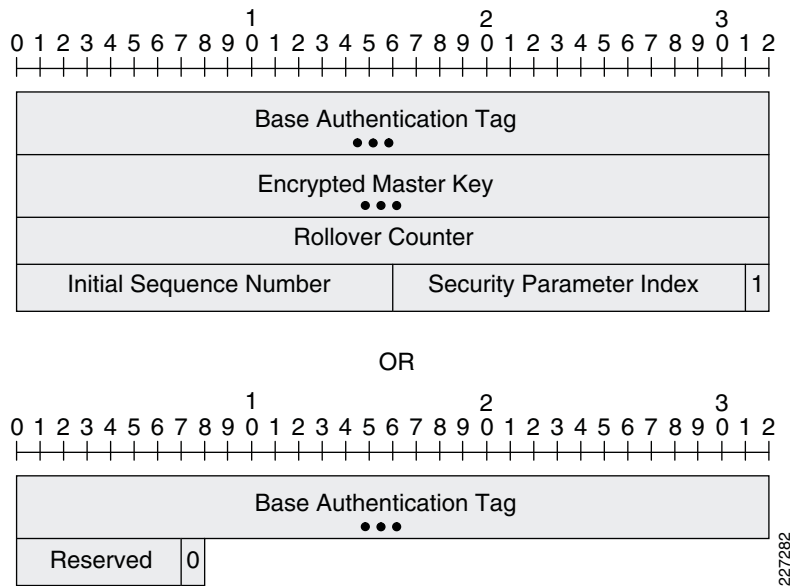 1 2 3
0 1 2 3 4 5 6 7 8 9 0 1 2 3 4 5 6 7 8 9 0 1 2 3 4 5 6 7 8 9 0 1 2
Base Authentication Tag
•••
Encrypted Master Key
•••
Rollover Counter
Initial Sequence Number Security Parameter Index 1
OR
1 2 3
0 1 2 3 4 5 6 7 8 9 0 1 2 3 4 5 6 7 8 9 0 1 2 3 4 5 6 7 8 9 0 1 2
Base Authentication Tag
•••
Reserved 0
227282